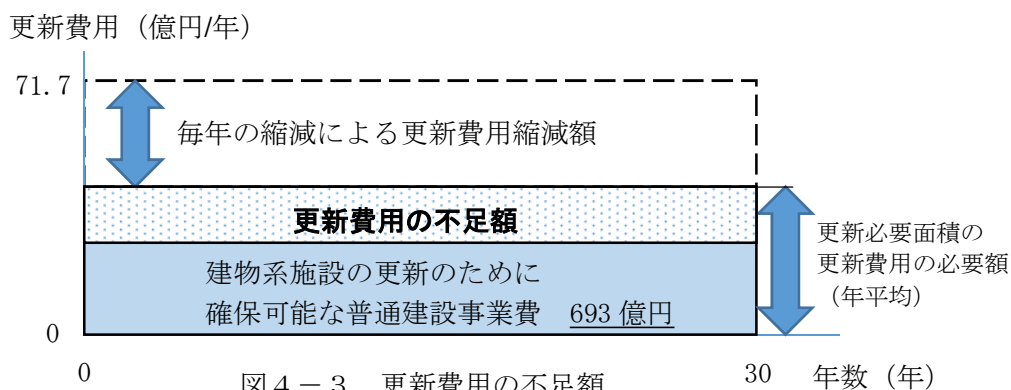 更新費用（億円/年）
71.7
毎年の縮減による更新費用縮減額
更新費用の不足額
更新必要面積の
更新費用の必要額
（年平均）
建物系施設の更新のために
確保可能な普通建設事業費　693 億円
0
0
30
年数（年）
図４－３　更新費用の不足額